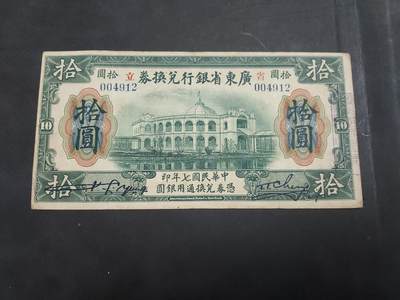 拾
拾圓
省
廣東省銀行兌換券
立
拾圓
拾
004912
004912
拾圓
拾圓
10
10
中華民國七年印
憑券兌換通用銀圓
拾
拾